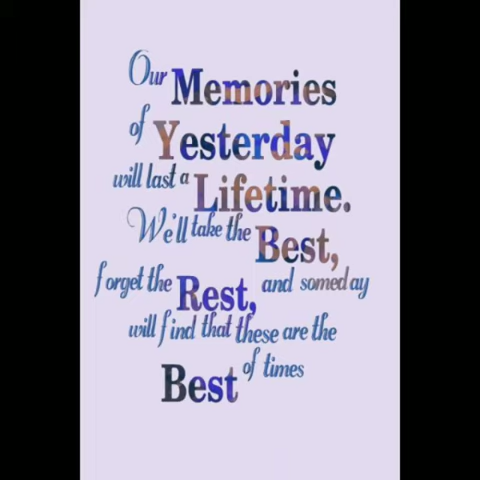 Our Memories
of Yesterday
will last a Lifetime.
We'll take the Best,
forget the Rest, and someday
will find that these are the
Best of times